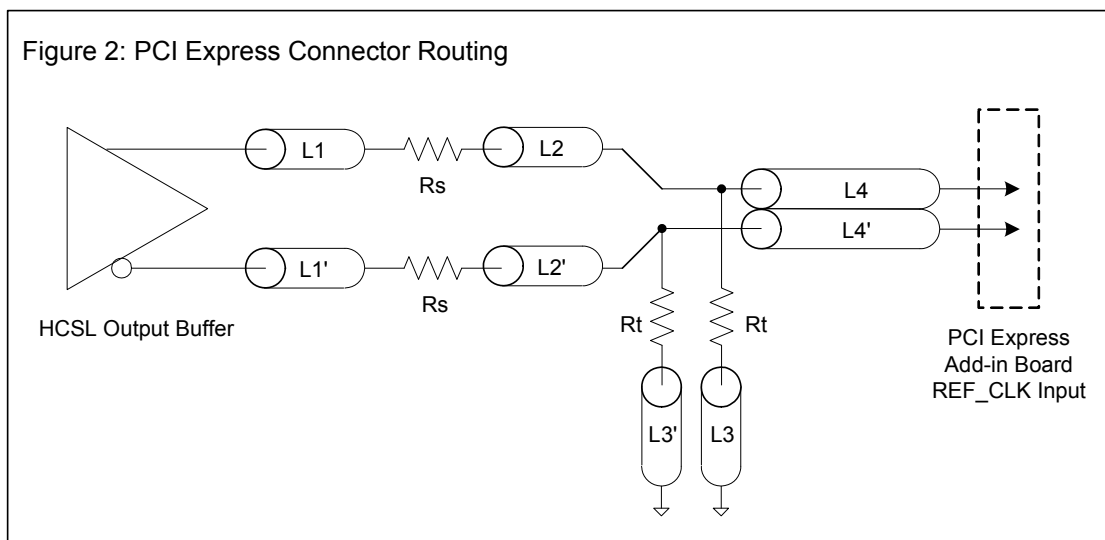 Figure 2: PCI Express Connector Routing
L1
Rs
L2
L4
L4'
L1'
Rs
L2'
HCSL Output Buffer
Rt
Rt
L3'
L3
PCI Express
Add-in Board
REF_CLK Input